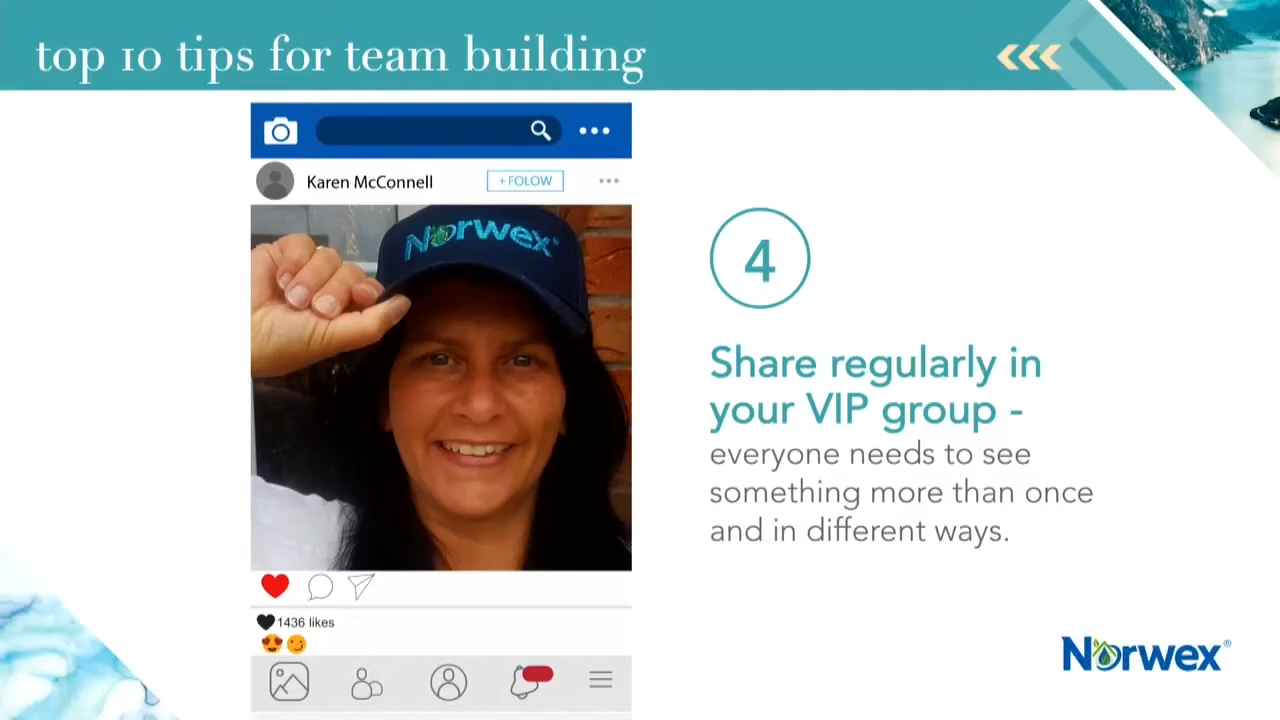 top 10 tips for team building
Karen McConnell
+FOLOW
Norwex®
4
Share regularly in
your VIP group -
everyone needs to see
something more than once
and in different ways.
1436 likes
Norwex®